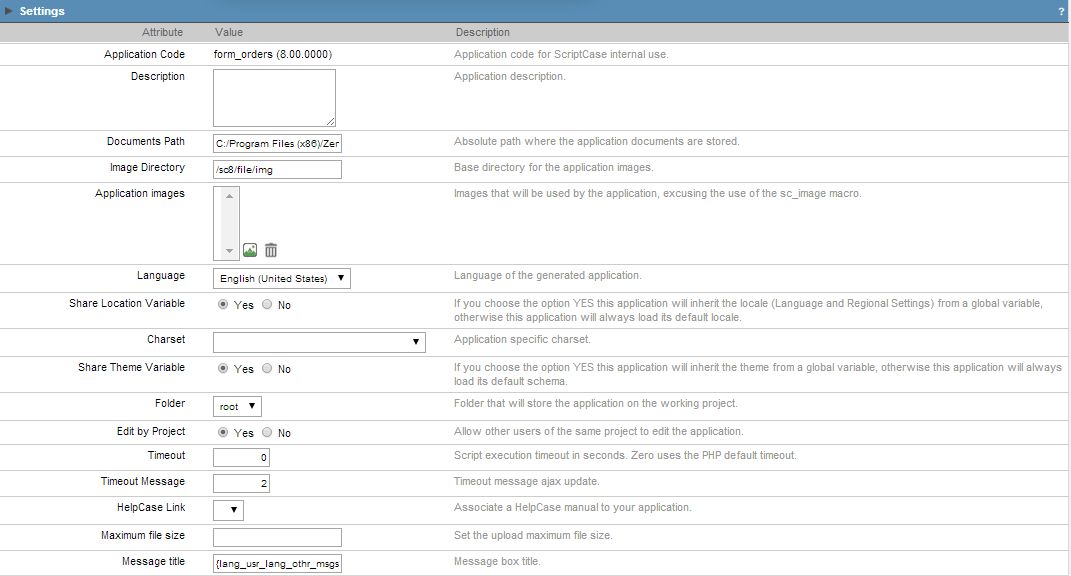 Settings ?
Attribute Value Description
Application Code form_orders (8.00.0000) Application code for ScriptCase internal use.
Description Application description.
Documents Path C:/Program Files (x86)/Zer Absolute path where the application documents are stored.
Image Directory /sc8/file/img Base directory for the application images.
Application images Images that will be used by the application, excusing the use of the sc_image macro.
Language English (United States) Language of the generated application.
Share Location Variable Yes No If you choose the option YES this application will inherit the locale (Language and Regional Settings) from a global variable,
otherwise this application will always load its default locale.
Charset Application specific charset.
Share Theme Variable Yes No If you choose the option YES this application will inherit the theme from a global variable, otherwise this application will always
load its default schema.
Folder root Folder that will store the application on the working project.
Edit by Project Yes No Allow other users of the same project to edit the application.
Timeout 0 Script execution timeout in seconds. Zero uses the PHP default timeout.
Timeout Message 2 Timeout message ajax update.
HelpCase Link Associate a HelpCase manual to your application.
Maximum file size Set the upload maximum file size.
Message title {lang_usr_lang_othr_msgs Message box title.